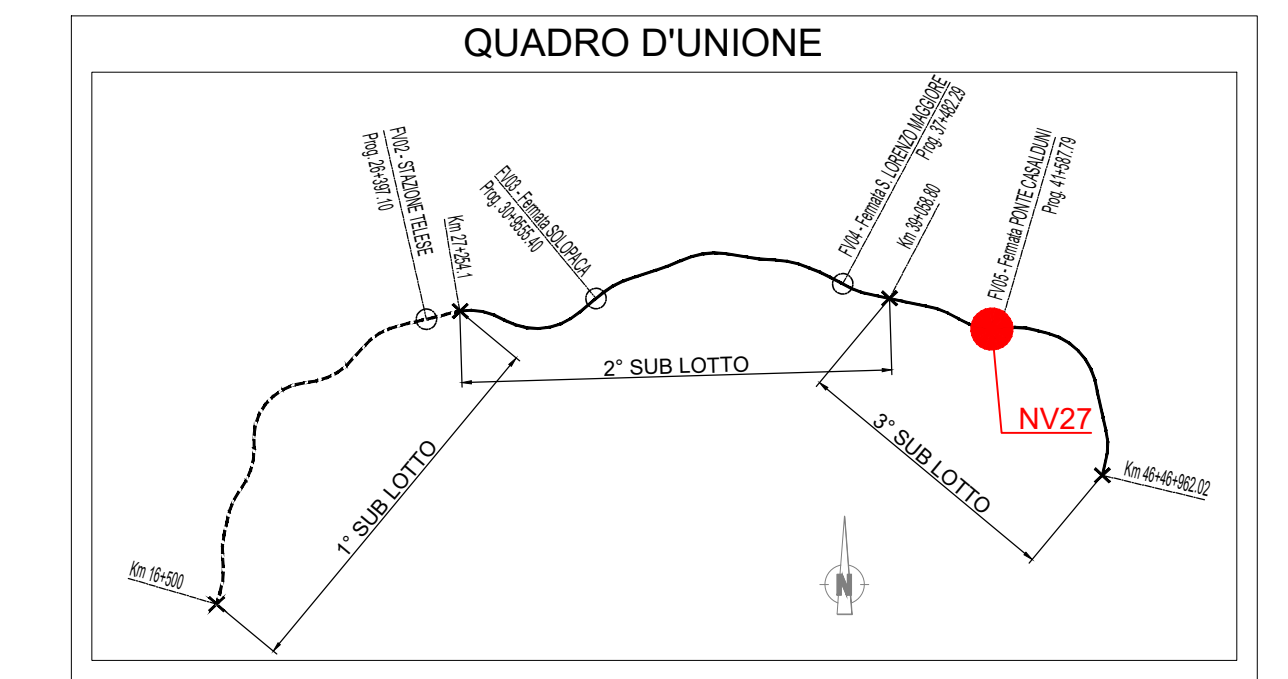 QUADRO D'UNIONE
FV02 - STAZIONE TELESE
Prog. 26+397.10
Km 27+254.1
FV03 - Fermata SOLOPACA
Prog. 30+9555.40
FV04 - Fermata S. LORENZO MAGGIORE
Prog. 37+482.29
Km 39+058.80
FV05 - Fermata PONTE CASALDUNI
Prog. 41+587.79
2° SUB LOTTO
NV27
3° SUB LOTTO
1° SUB LOTTO
Km 46+46+962.02
Km 16+500
N